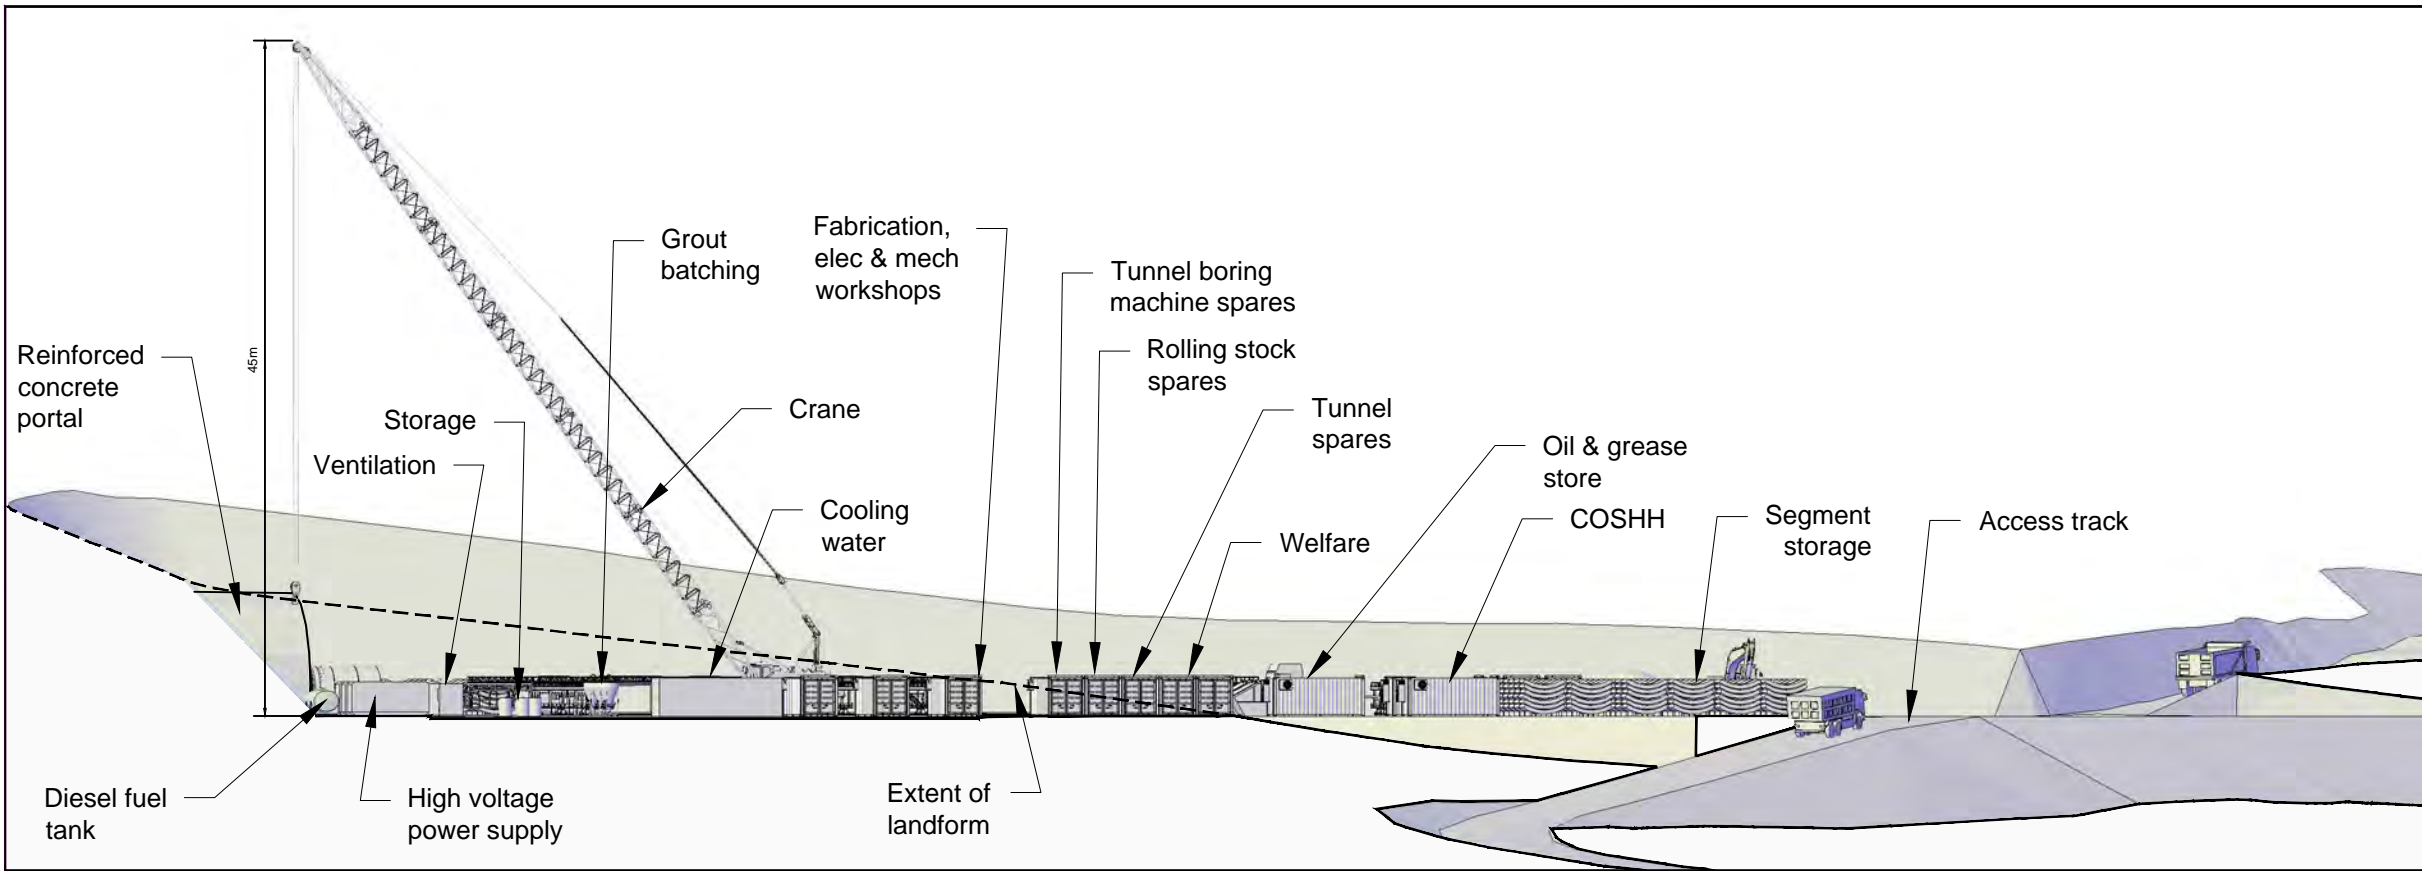 45m
Reinforced
concrete
portal
Storage
Ventilation
Grout
batching
Crane
Cooling
water
Fabrication,
elec & mech
workshops
Tunnel boring
machine spares
Rolling stock
spares
Tunnel
spares
Welfare
Oil & grease
store
COSHH
Segment
storage
Access track
Diesel fuel
tank
High voltage
power supply
Extent of
landform